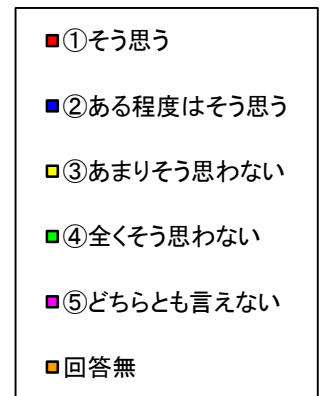 ①そう思う
②ある程度はそう思う
③あまりそう思わない
④全くそう思わない
⑤どちらとも言えない
回答無